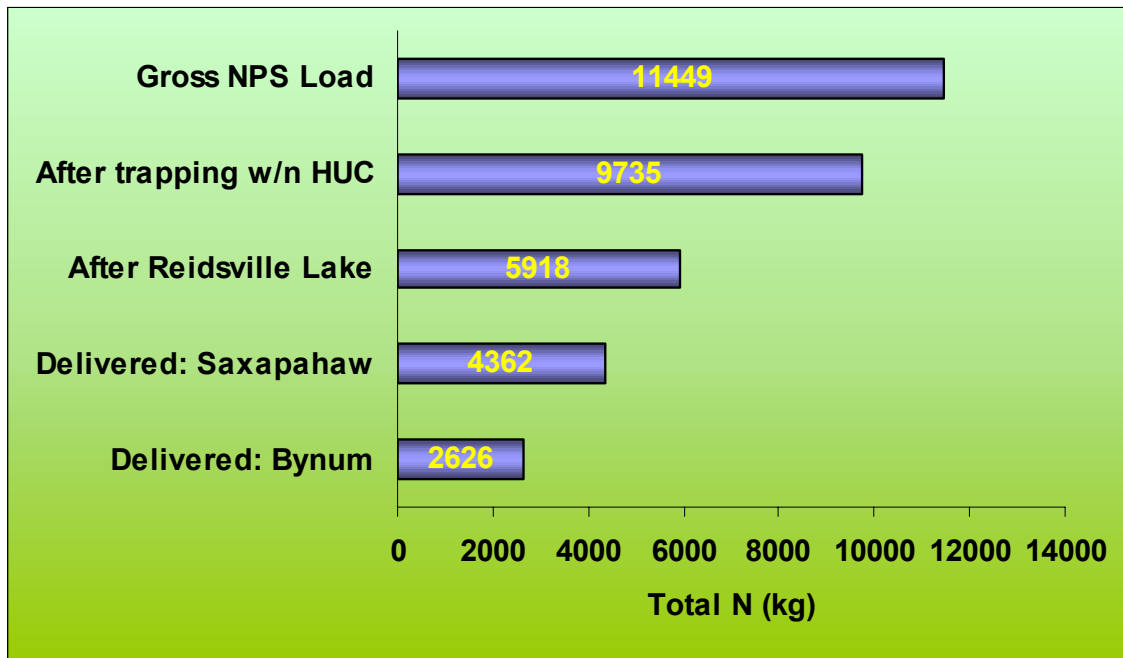 Gross NPS Load
11449
After trapping w/n HUC
9735
After Reidsville Lake
5918
Delivered: Saxapahaw
4362
Delivered: Bynum
2626
0 2000 4000 6000 8000 10000 12000 14000
Total N (kg)